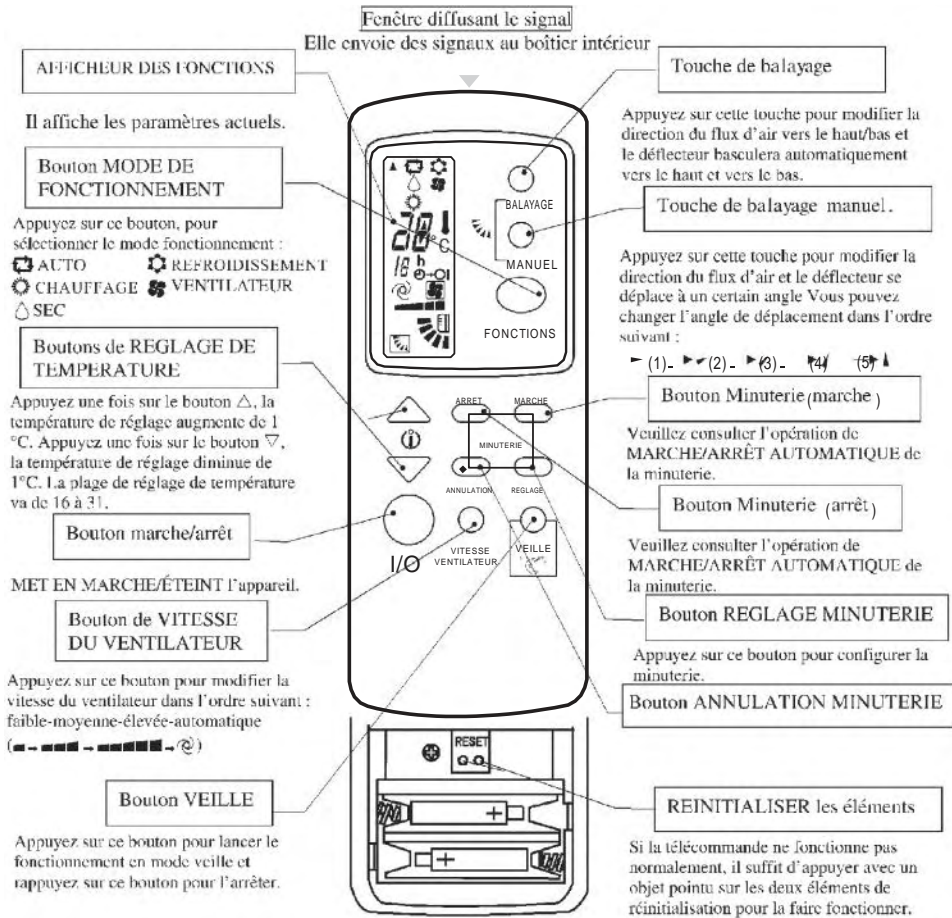 Fenêtre diffusant le signal
Elle envoie des signaux au boîtier intérieur
AFFICHEUR DES FONCTIONS
Il affiche les paramètres actuels.
Bouton MODE DE
FONCTIONNEMENT
Appuyez sur ce bouton, pour
sélectionner le mode fonctionnement :
AUTO REFROIDISSEMENT
CHAUFFAGE VENTILATEUR
SEC
Boutons de REGLAGE DE
TEMPERATURE
Appuyez une fois sur le bouton △, la
température de réglage augmente de 1
°C. Appuyez une fois sur le bouton ▽,
la température de réglage diminue de
1°C. La plage de réglage de température
va de 16 à 31.
Bouton marche/arrêt
MET EN MARCHE/ÉTEINT l'appareil.
Bouton de VITESSE
DU VENTILATEUR
Appuyez sur ce bouton pour modifier la
vitesse du ventilateur dans l'ordre suivant :
faible-moyenne-élevée-automatique
Bouton VEILLE
Appuyez sur ce bouton pour lancer le
fonctionnement en mode veille et
rappuyez sur ce bouton pour l'arrêter.
28°C
16 h
OI
BALAYAGE
MANUEL
FONCTIONS
ARRET
MARCHE
MINUTERIE
ANNULATION
REGLAGE
I/O
VITESSE
VENTILATEUR
VEILLE
RESET
+
+
Touche de balayage
Appuyez sur cette touche pour modifier la
direction du flux d'air vers le haut/bas et
le déflecteur basculera automatiquement
vers le haut et vers le bas.
Touche de balayage manuel.
Appuyez sur cette touche pour modifier la
direction du flux d'air et le déflecteur se
déplace à un certain angle Vous pouvez
changer l'angle de déplacement dans l'ordre
suivant :
(1)- (2)- (3)- (4) (5)
Bouton Minuterie (marche )
Veuillez consulter l'opération de
MARCHE/ARRÊT AUTOMATIQUE de
la minuterie.
Bouton Minuterie (arrêt)
Veuillez consulter l'opération de
MARCHE/ARRÊT AUTOMATIQUE de
la minuterie.
Bouton REGLAGE MINUTERIE
Appuyez sur ce bouton pour configurer la
minuterie.
Bouton ANNULATION MINUTERIE
REINITIALISER les éléments
Si la télécommande ne fonctionne pas
normalement, il suffit d'appuyer avec un
objet pointu sur les deux éléments de
réinitialisation pour la faire fonctionner.